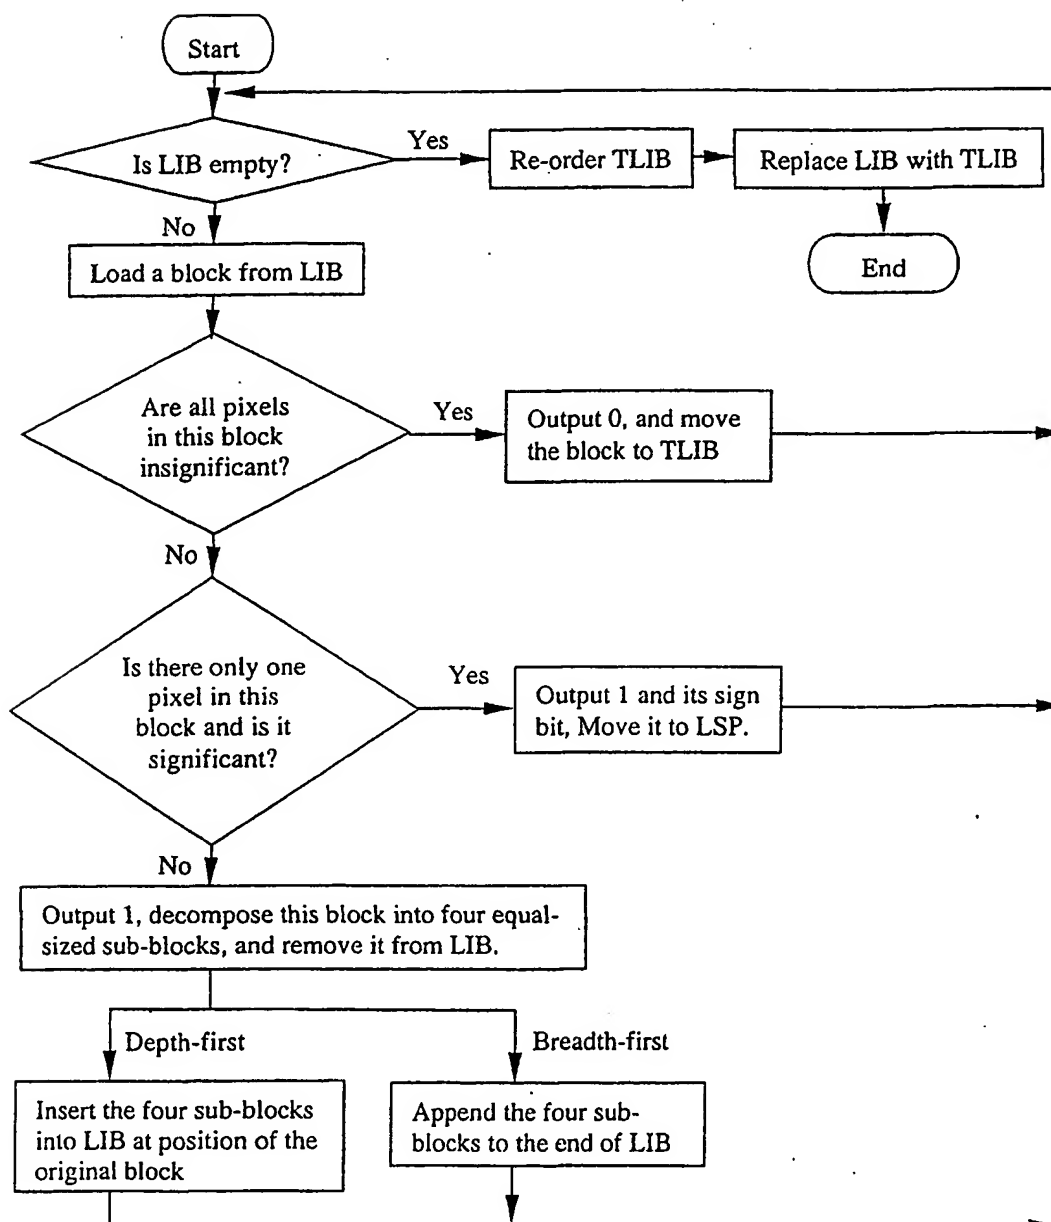 Start
Is LIB empty?
Yes
Re-order TLIB
Replace LIB with TLIB
No
End
Load a block from LIB
Are all pixels
in this block
insignificant?
Yes
Output 0, and move
the block to TLIB
No
Is there only one
pixel in this
block and is it
significant?
Yes
Output 1 and its sign
bit, Move it to LSP.
No
Output 1, decompose this block into four equal-
sized sub-blocks, and remove it from LIB.
Depth-first
Breadth-first
Insert the four sub-blocks
into LIB at position of the
original block
Append the four sub-
blocks to the end of LIB